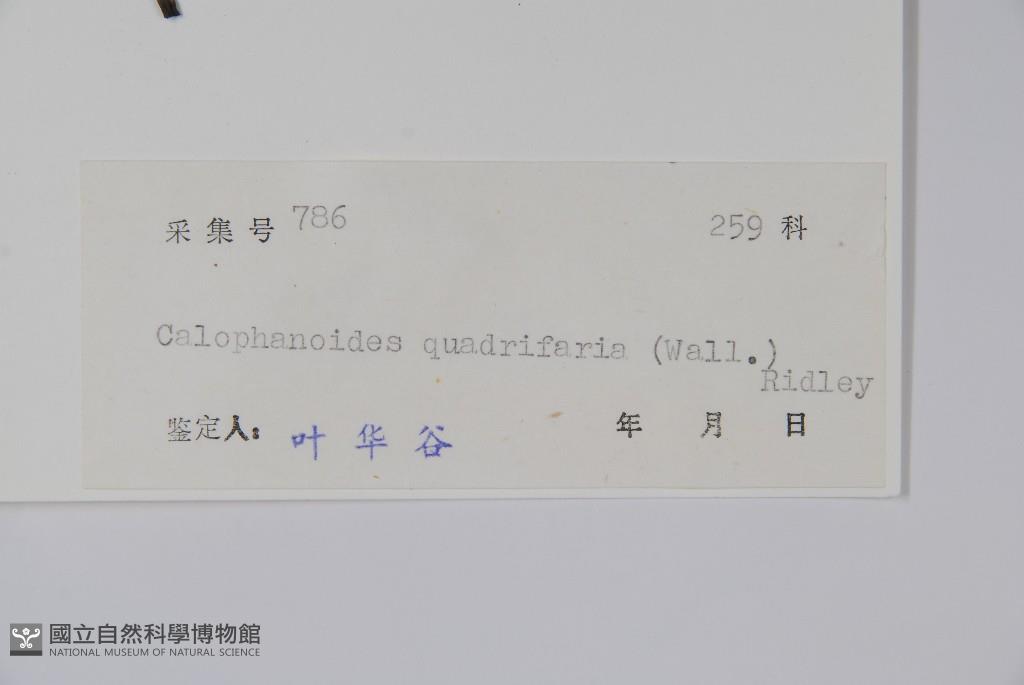 采集号 786 259 科
Calophanoides quadrifaria (Wall.)
Ridley
鉴定人: 叶华谷 年 月 日
國立自然科學博物館
NATIONAL MUSEUM OF NATURAL SCIENCE